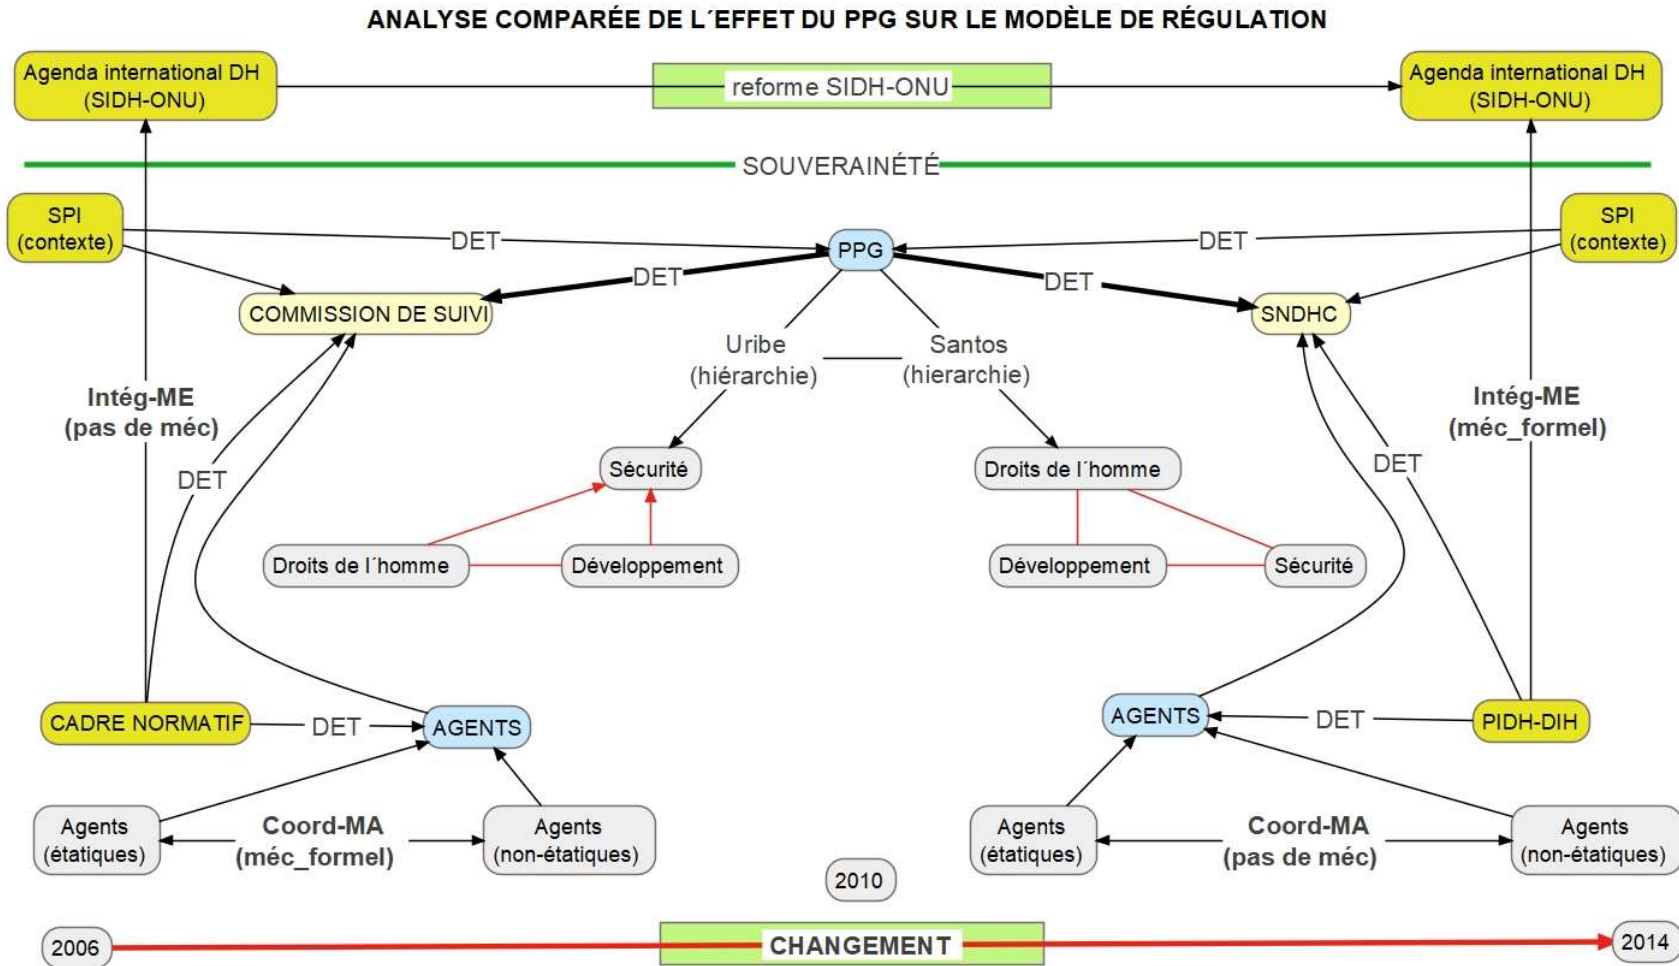 ANALYSE COMPARÉE DE L´EFFET DU PPG SUR LE MODÈLE DE RÉGULATION
Agenda international DH
(SIDH-ONU)
reforme SIDH-ONU
Agenda international DH
(SIDH-ONU)
SOUVERAINÉTÉ
SPI
(contexte)
DET
PPG
DET
SPI
(contexte)
DET
DET
COMMISSION DE SUIVI
SNDHC
Uribe
(hiérarchie)
Santos
(hierarchie)
Intég-ME
(pas de méc)
Intég-ME
(méc_formel)
DET
Sécurité
Droits de l´homme
DET
Droits de l´homme
Développement
Développement
Sécurité
CADRE NORMATIF
DET
AGENTS
AGENTS
DET
PIDH-DIH
Agents
(étatiques)
Coord-MA
(méc_formel)
Agents
(non-étatiques)
Agents
(étatiques)
Coord-MA
(pas de méc)
Agents
(non-étatiques)
2010
2006
CHANGEMENT
2014